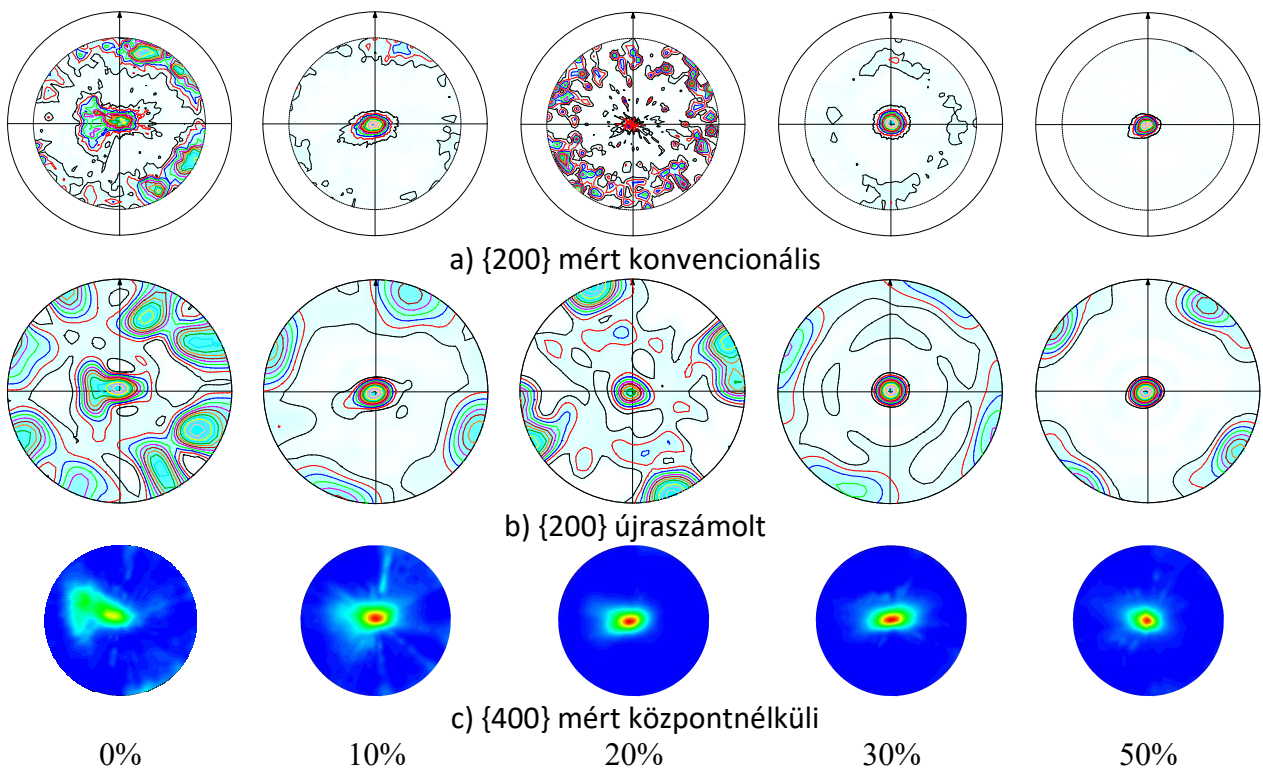 a) {200} mért konvencionális
b) {200} újraszámolt
c) {400} mért központnélküli
0% 10% 20% 30% 50%